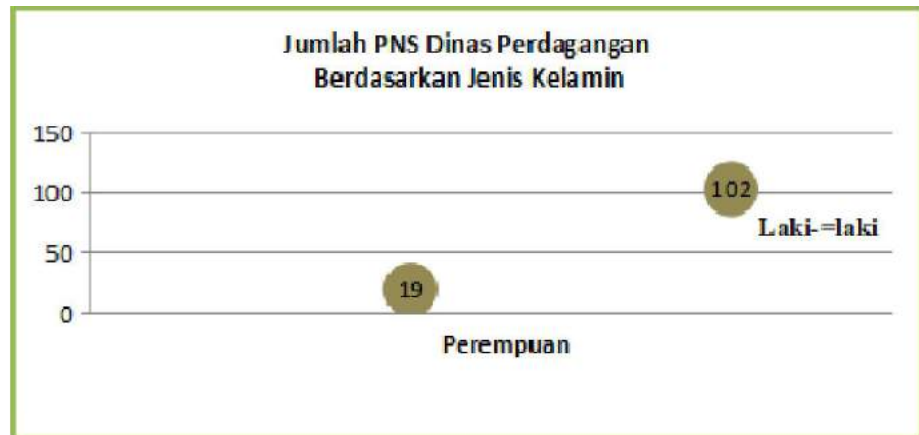 Jumlah PNS Dinas Perdagangan
Berdasarkan Jenis Kelamin
150
100
50
0
102
Laki-=laki
19
Perempuan